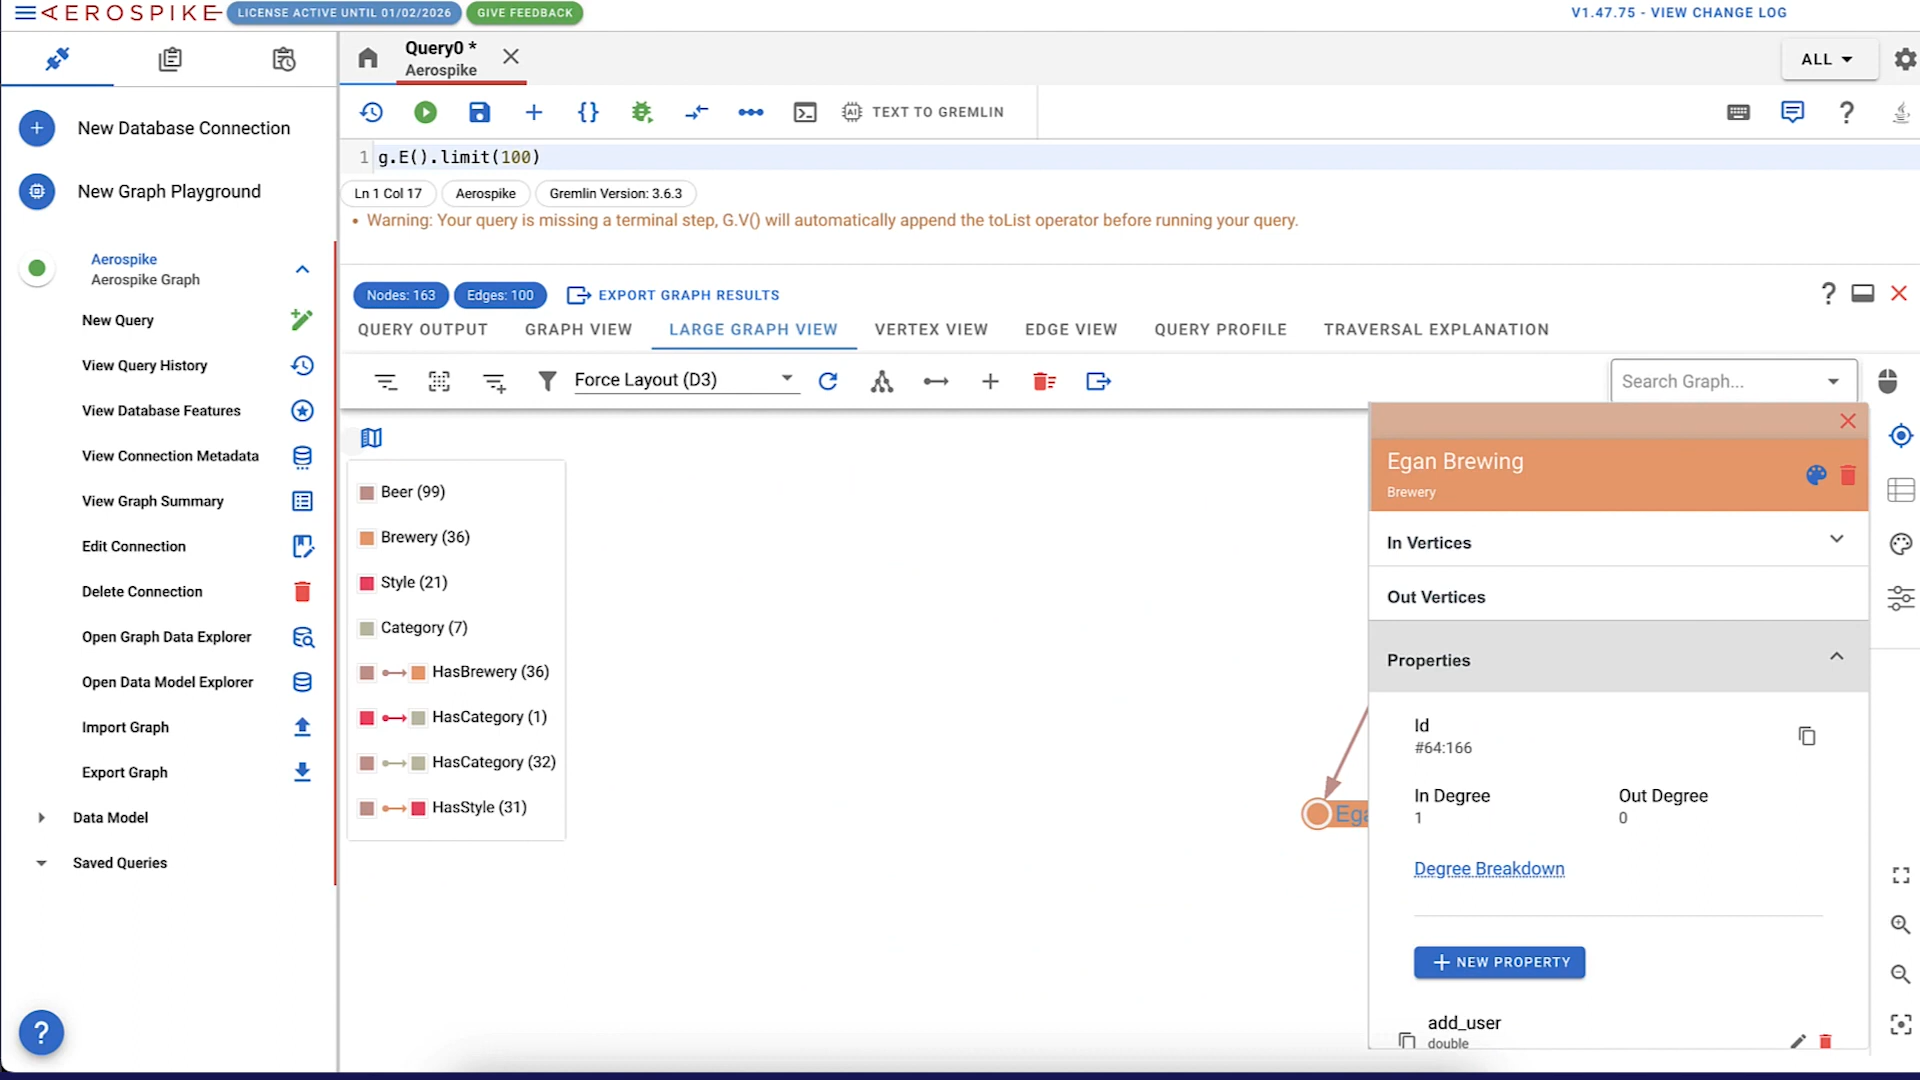 AEROSPIKE LICENSE ACTIVE UNTIL 01/02/2026 GIVE FEEDBACK V1.47.75 - VIEW CHANGE LOG
Query0 *
Aerospike
ALL
New Database Connection
TEXT TO GREMLIN
1 g.E().limit(100)
New Graph Playground
Ln 1 Col 17 Aerospike Gremlin Version: 3.6.3
• Warning: Your query is missing a terminal step, G.V() will automatically append the toList operator before running your query.
Aerospike
Aerospike Graph
New Query
View Query History
View Database Features
View Connection Metadata
View Graph Summary
Edit Connection
Delete Connection
Open Graph Data Explorer
Open Data Model Explorer
Import Graph
Export Graph
Data Model
Saved Queries
?
Nodes: 163 Edges: 100 EXPORT GRAPH RESULTS
QUERY OUTPUT GRAPH VIEW LARGE GRAPH VIEW VERTEX VIEW EDGE VIEW QUERY PROFILE TRAVERSAL EXPLANATION
Force Layout (D3) Search Graph...
Beer (99)
Brewery (36)
Style (21)
Category (7)
HasBrewery (36)
HasCategory (1)
HasCategory (32)
HasStyle (31)
Ega
Egan Brewing
Brewery
In Vertices
Out Vertices
Properties
Id
#64:166
In Degree Out Degree
1 0
Degree Breakdown
+ NEW PROPERTY
add_user
double